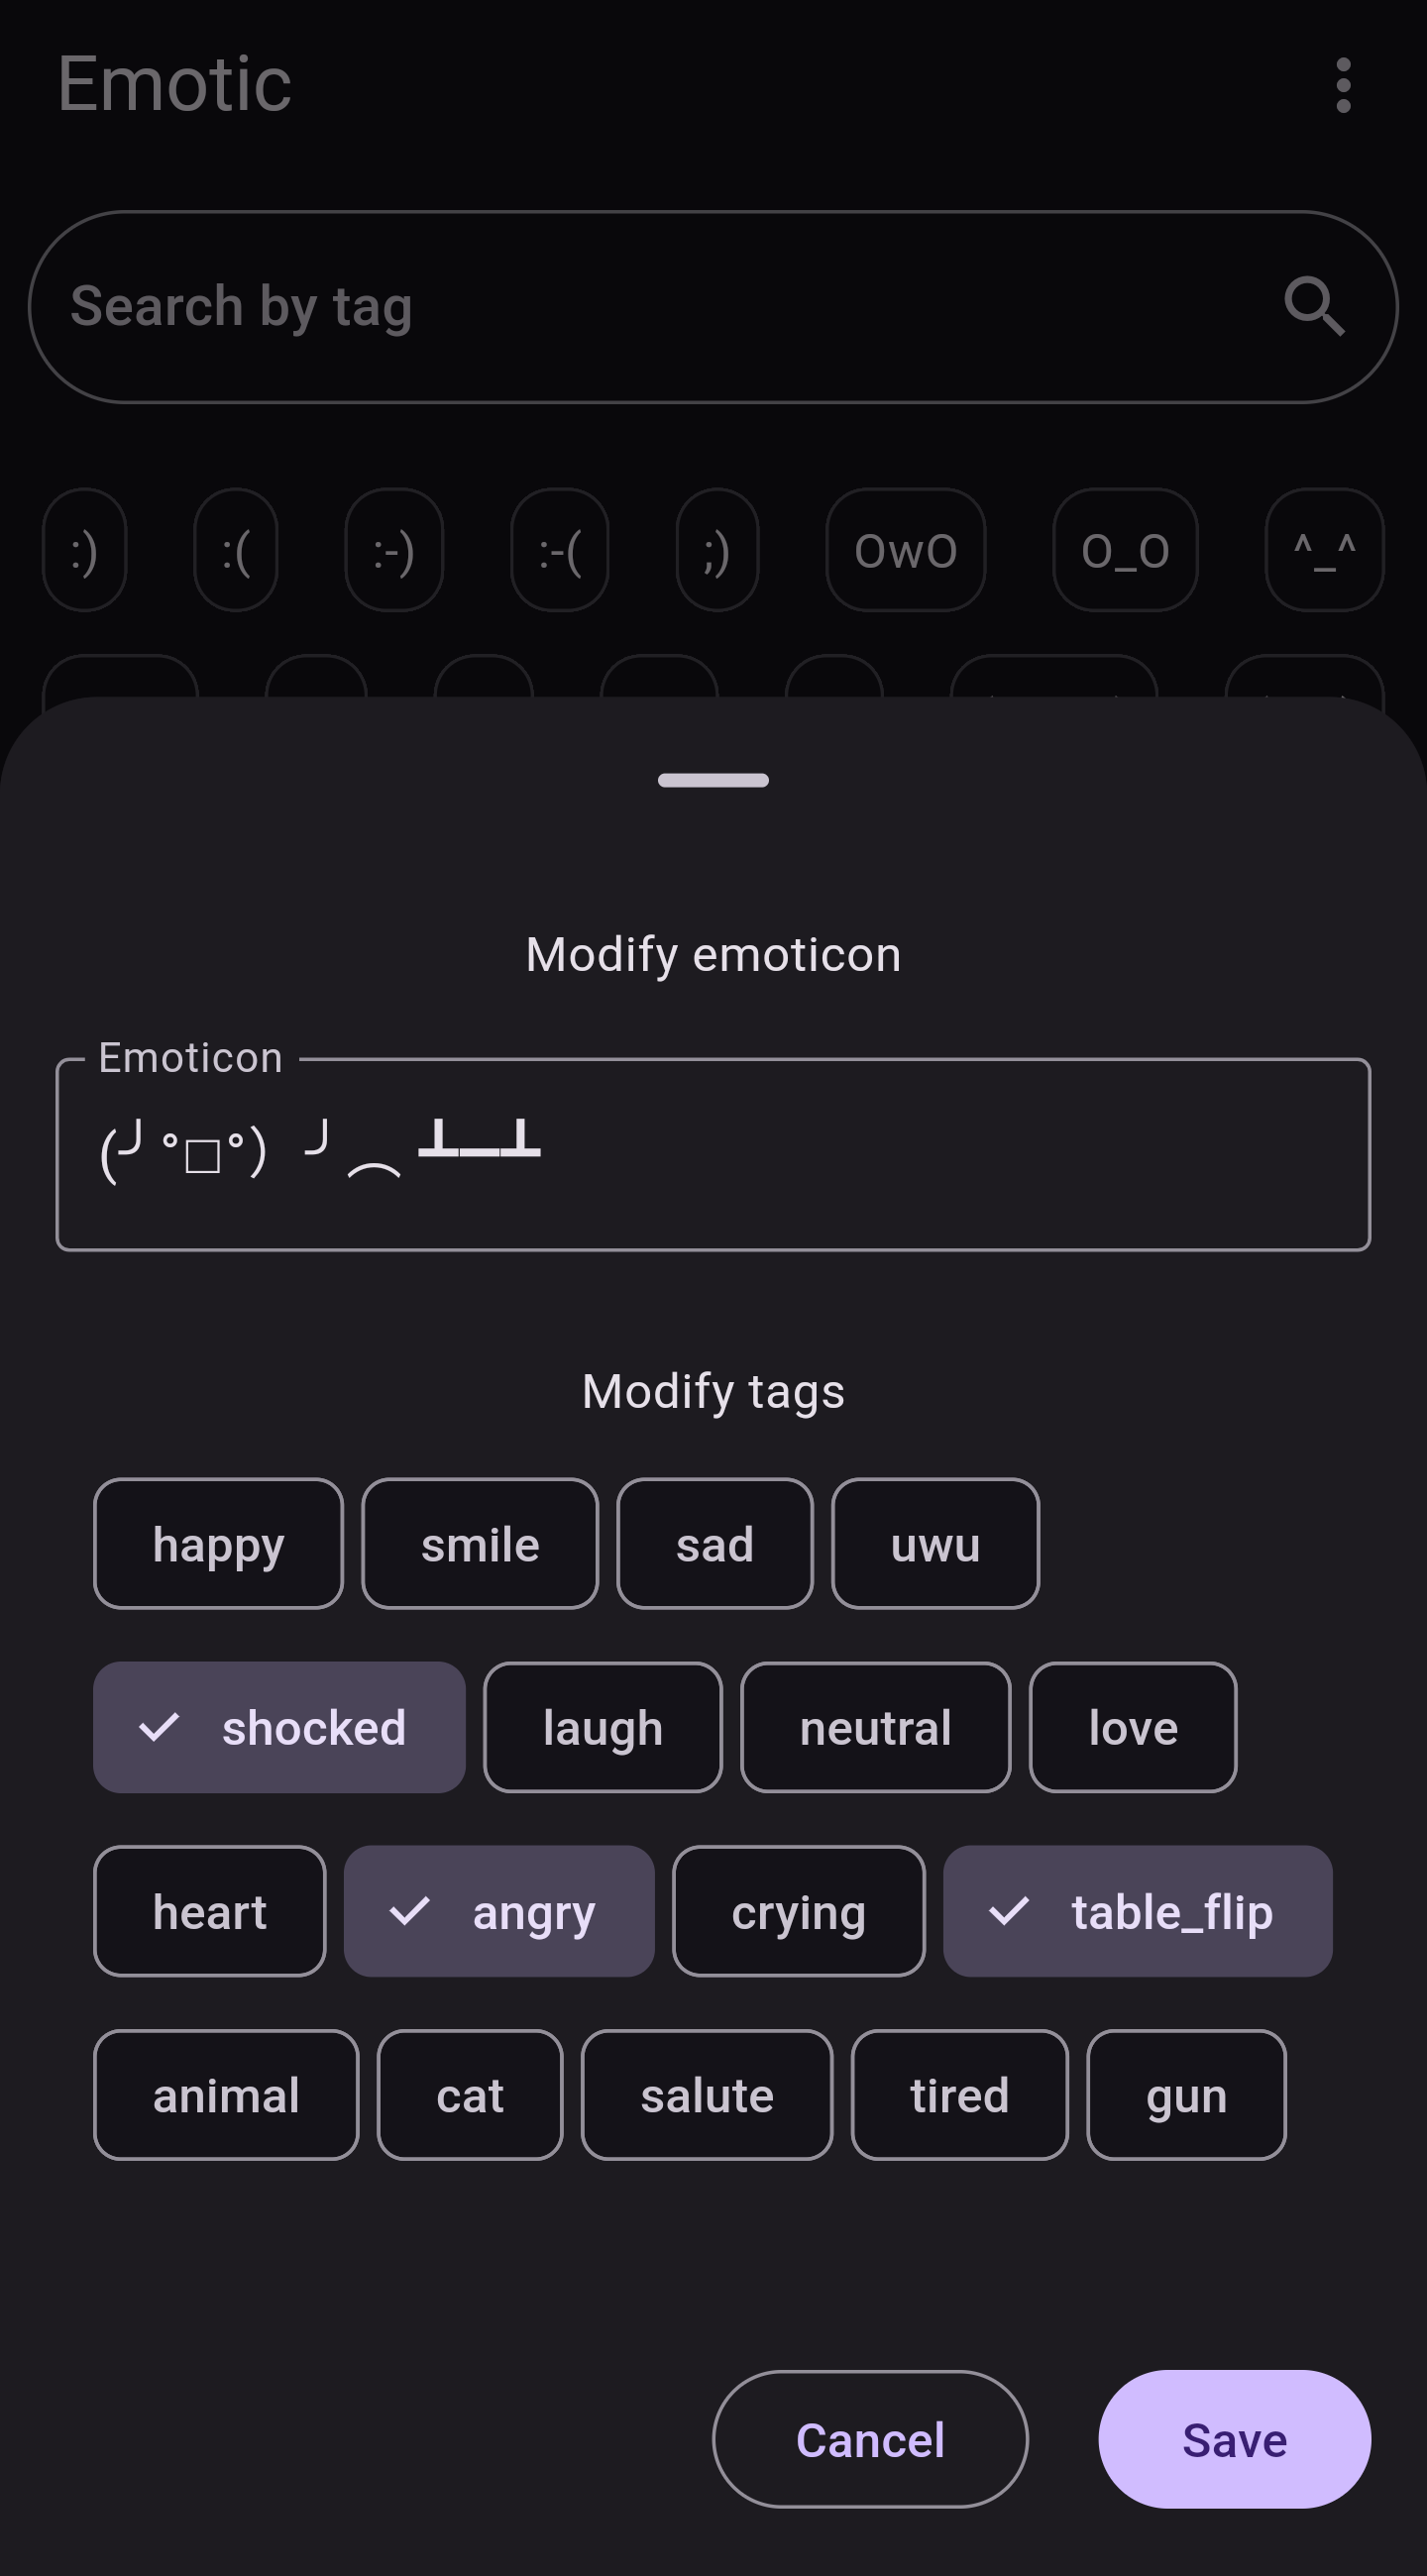 Emotic
Search by tag
:) :( :-) :-( ;) OwO O_O ^_^
Modify emoticon
Emoticon
(╯°□°）╯︵ ┻━┻
Modify tags
happy smile sad uwu
shocked laugh neutral love
heart angry crying table_flip
animal cat salute tired gun
Cancel Save